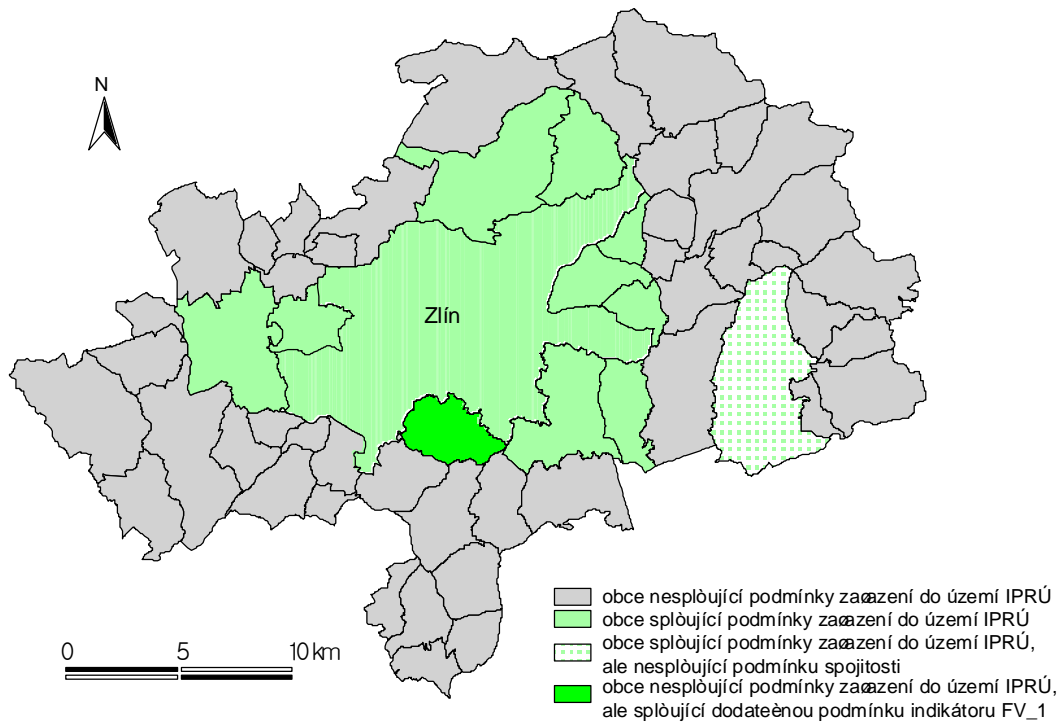 N
Zlín
obce nesplòující podmínky zaøazení do území IPRÚ
obce splòující podmínky zaøazení do území IPRÚ
obce splòující podmínky zaøazení do území IPRÚ,
ale nesplòující podmínku spojitosti
obce nesplòující podmínky zaøazení do území IPRÚ,
ale splòující dodateènou podmínku indikátoru FV_1
0 5 10 km